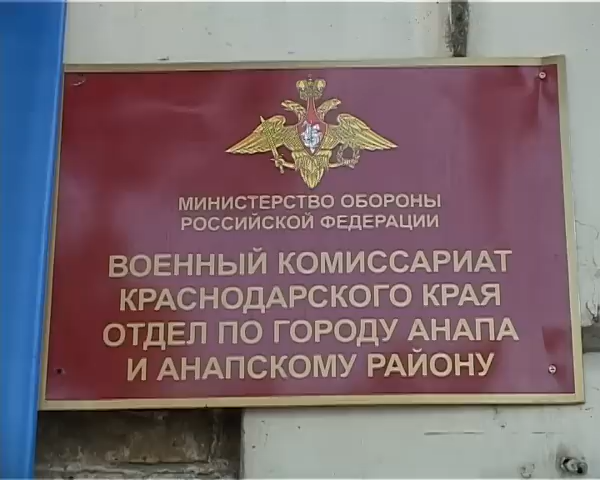 МИНИСТЕРСТВО ОБОРОНЫ
РОССИЙСКОЙ ФЕДЕРАЦИИ
ВОЕННЫЙ КОМИССАРИАТ
КРАСНОДАРСКОГО КРАЯ
ОТДЕЛ ПО ГОРОДУ АНАПА
И АНАПСКОМУ РАЙОНУ